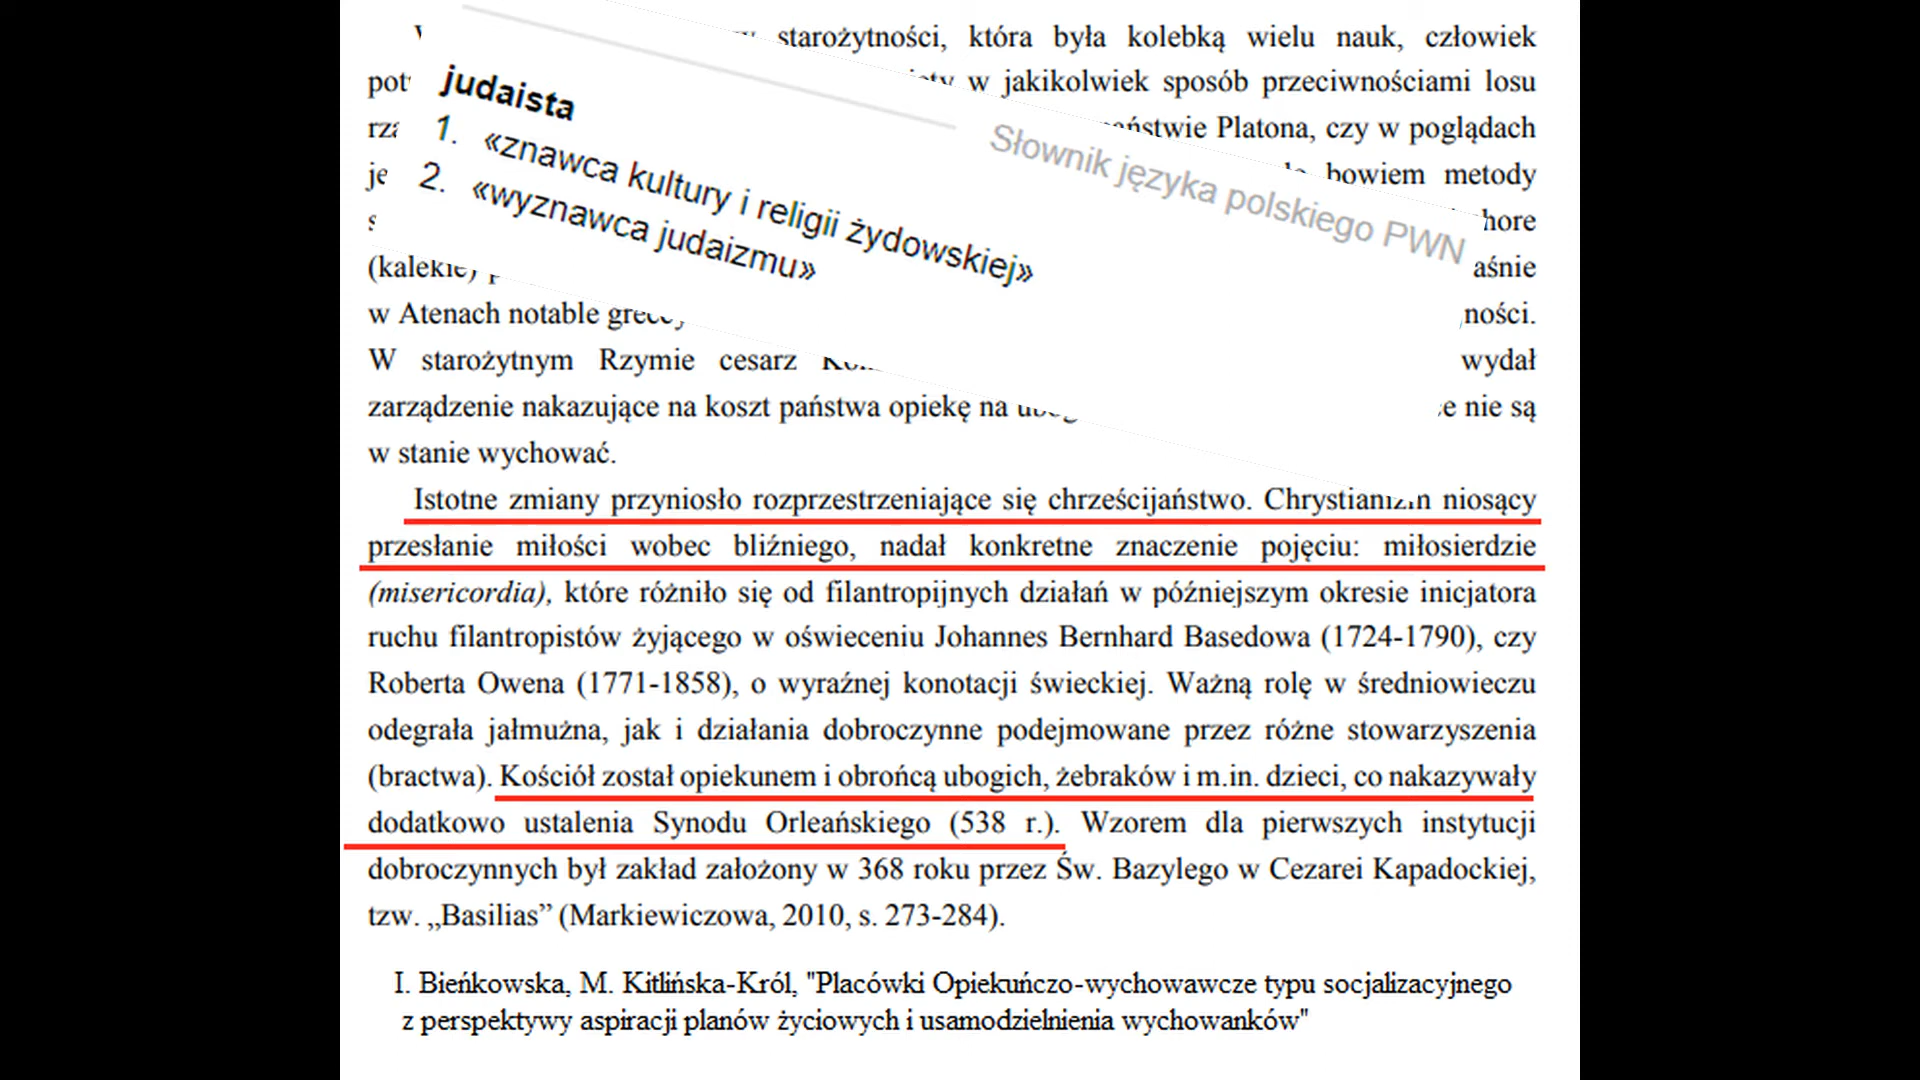 starożytności, która była kolebką wielu nauk, człowiek
w jakikolwiek sposób przeciwnościami losu
Platona, czy w poglądach
bowiem metody
judaista
1. «znawca kultury i religii żydowskiej»
2. «wyznawca judaizmu»
Słownik języka polskiego PWN
w Atenach notable
W starożytnym Rzymie cesarz
wydał
zarządzenie nakazujące na koszt państwa opiekę na
nie są
w stanie wychować.
Istotne zmiany przyniosło rozprzestrzeniające się chrześcijaństwo. Chrystianizm niosący
przesłanie miłości wobec bliźniego, nadał konkretne znaczenie pojęciu: miłosierdzie
(misericordia), które różniło się od filantropijnych działań w późniejszym okresie inicjatora
ruchu filantropistów żyjącego w oświeceniu Johannes Bernhard Basedowa (1724-1790), czy
Roberta Owena (1771-1858), o wyraźnej konotacji świeckiej. Ważną rolę w średniowieczu
odegrała jałmużna, jak i działania dobroczynne podejmowane przez różne stowarzyszenia
(bractwa). Kościół został opiekunem i obrońcą ubogich, żebraków i m.in. dzieci, co nakazywały
dodatkowo ustalenia Synodu Orleańskiego (538 r.). Wzorem dla pierwszych instytucji
dobroczynnych był zakład założony w 368 roku przez Św. Bazylego w Cezarei Kapadockiej,
tzw. „Basilias” (Markiewiczowa, 2010, s. 273-284).
I. Bieńkowska, M. Kitlińska-Król, "Placówki Opiekuńczo-wychowawcze typu socjalizacyjnego
z perspektywy aspiracji planów życiowych i usamodzielnienia wychowanków"